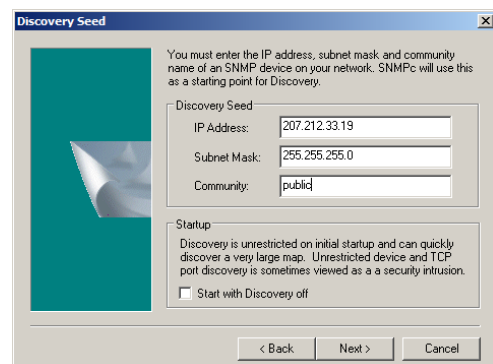 Discovery Seed
You must enter the IP address, subnet mask and community
name of an SNMP device on your network. SNMPc will use this
as a starting point for Discovery.
Discovery Seed
IP Address: 207.212.33.19
Subnet Mask: 255.255.255.0
Community: public
Startup
Discovery is unrestricted on initial startup and can quickly
discover a very large map. Unrestricted device and TCP
port discovery is sometimes viewed as a a security intrusion.
Start with Discovery off
< Back Next > Cancel